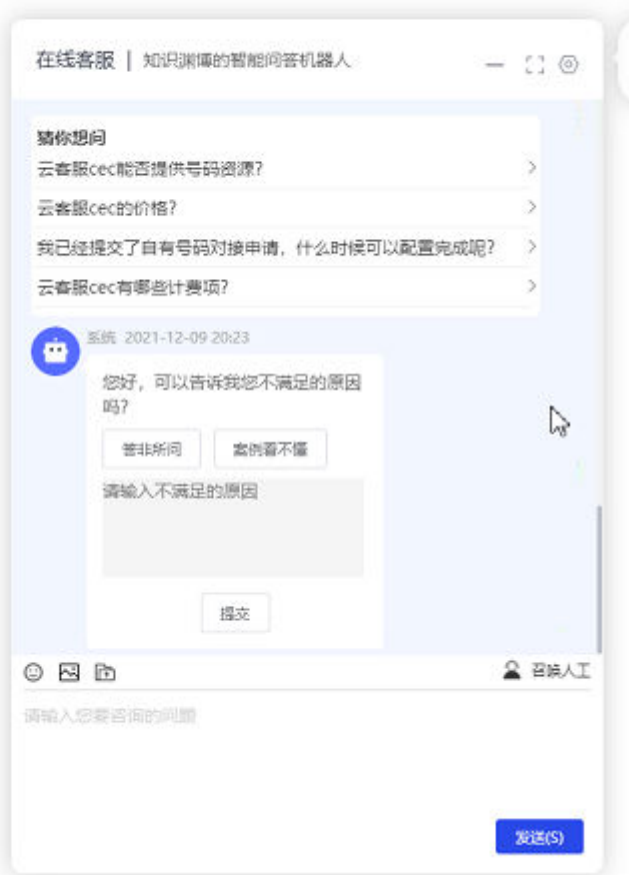 在线客服 | 知识渊博的智能问答机器人
猜你想问
云客服cec能否提供号码资源?
云客服cec的价格?
我已经提交了自有号码对接申请，什么时候可以配置完成呢?
云客服cec有哪些计费项?
系统 2021-12-09 20:23
您好，可以告诉我您不满足的原因
吗?
答非所问 案例看不懂
请输入不满足的原因
提交
召唤人工
请输入您要咨询的问题
发送(S)